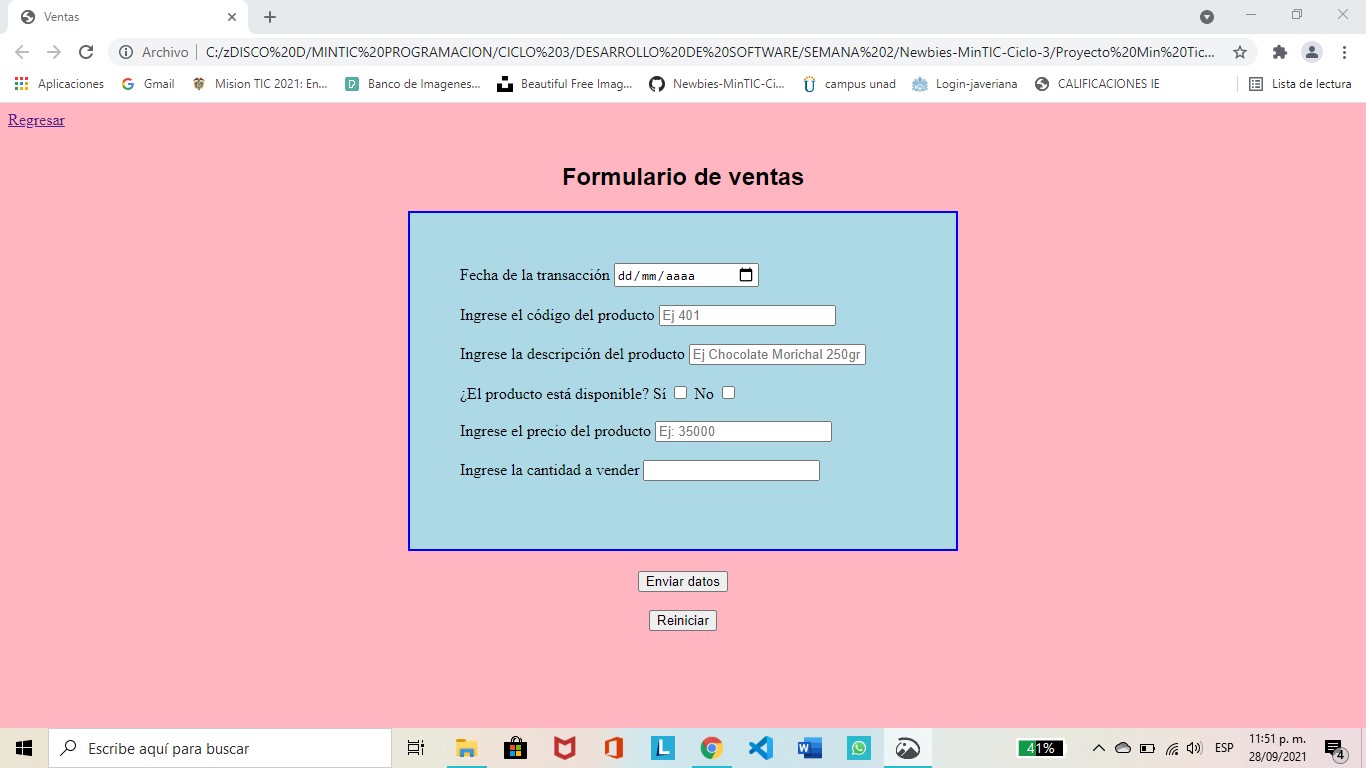 Ventas
Archivo | C:/zDISCO%20D/MINTIC%20PROGRAMACION/CICLO%203/DESARROLLO%20DE%20SOFTWARE/SEMANA%202/Newbies-MinTIC-Ciclo-3/Proyecto%20Min%20Tic...
Aplicaciones Gmail Mision TIC 2021: En... Banco de Imagenes... Beautiful Free Imag... Newbies-MinTIC-Ci... campus unad Login-javeriana CALIFICACIONES IE Lista de lectura
Regresar
Formulario de ventas
Fecha de la transacción dd/mm/aaaa
Ingrese el código del producto Ej 401
Ingrese la descripción del producto Ej Chocolate Morichal 250gr
¿El producto está disponible? Sí No
Ingrese el precio del producto Ej: 35000
Ingrese la cantidad a vender
Enviar datos
Reiniciar
Escribe aquí para buscar
41%
ESP
11:51 p. m.
28/09/2021
4